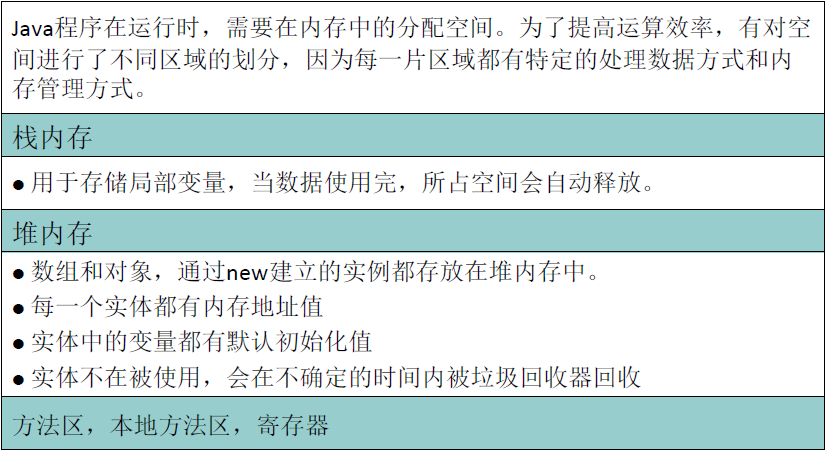 Java程序在运行时，需要在内存中的分配空间。为了提高运算效率，有对空
间进行了不同区域的划分，因为每一片区域都有特定的处理数据方式和内
存管理方式。
栈内存
● 用于存储局部变量，当数据使用完，所占空间会自动释放。
堆内存
● 数组和对象，通过new建立的实例都存放在堆内存中。
● 每一个实体都有内存地址值
● 实体中的变量都有默认初始化值
● 实体不在被使用，会在不确定的时间内被垃圾回收器回收
方法区，本地方法区，寄存器